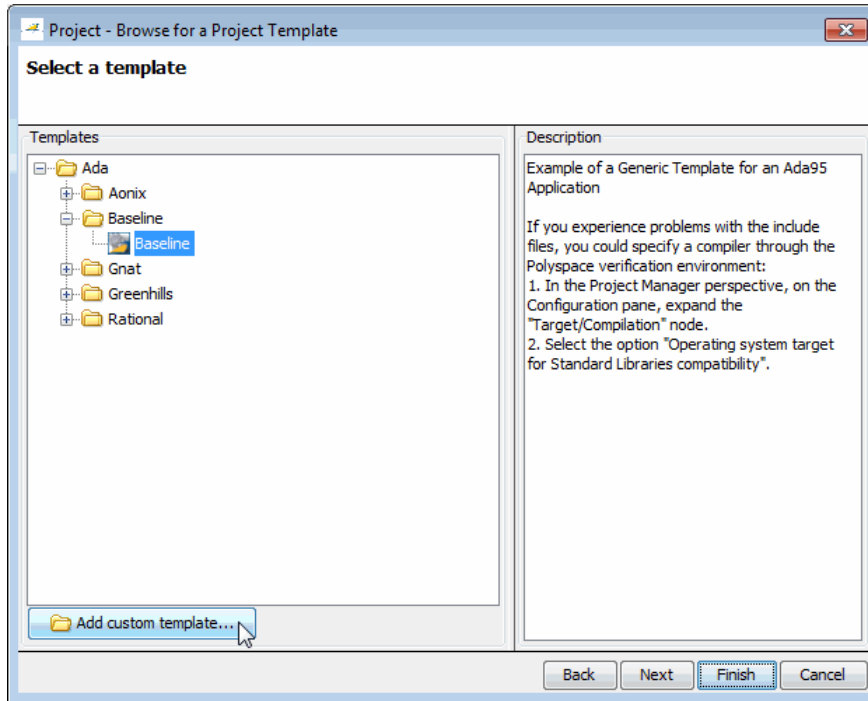 Project - Browse for a Project Template
Select a template
Templates
Ada
Aonix
Baseline
Baseline
Gnat
Greenhills
Rational
Add custom template...
Description
Example of a Generic Template for an Ada95
Application
If you experience problems with the include
files, you could specify a compiler through the
Polyspace verification environment:
1. In the Project Manager perspective, on the
Configuration pane, expand the
"Target/Compilation" node.
2. Select the option "Operating system target
for Standard Libraries compatibility".
Back
Next
Finish
Cancel